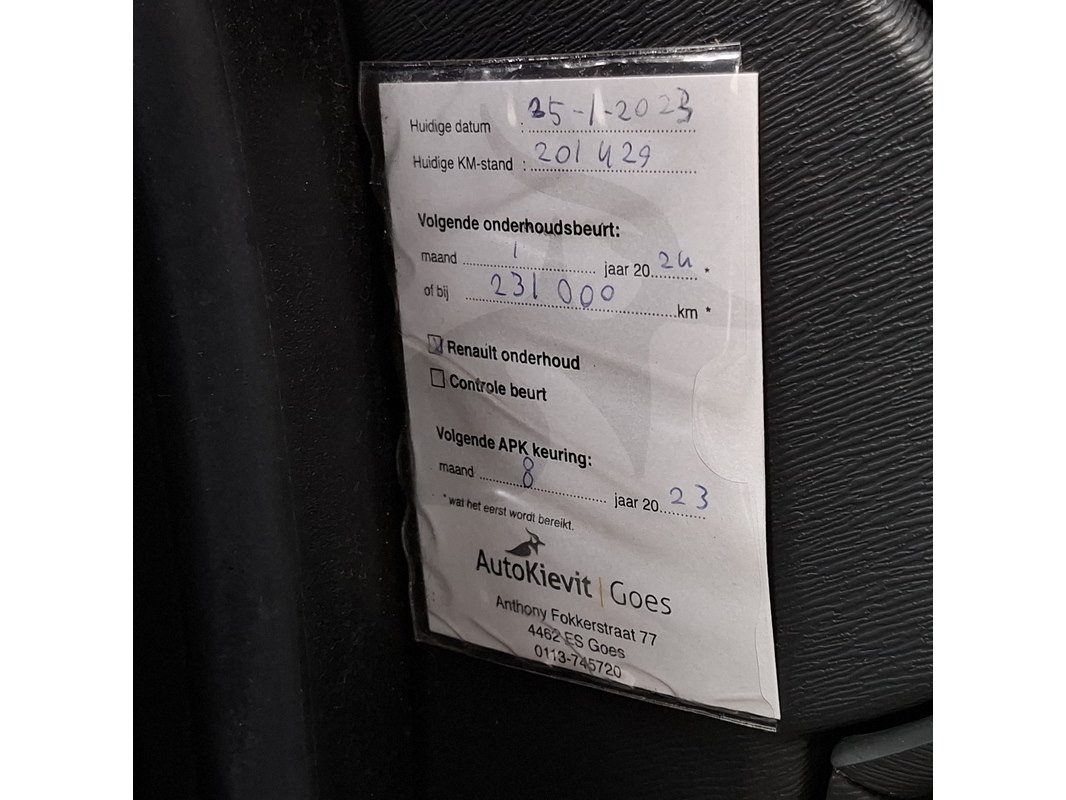 Huidige datum : 25-1-2023
Huidige KM-stand : 201 429
Volgende onderhoudsbeurt:
maand 1 jaar 2024 *
of bij 231 000 km *
Renault onderhoud
Controle beurt
Volgende APK keuring:
maand 8 jaar 2023
* wat het eerst wordt bereikt.
AutoKievit | Goes
Anthony Fokkerstraat 77
4462 ES Goes
0113-745720